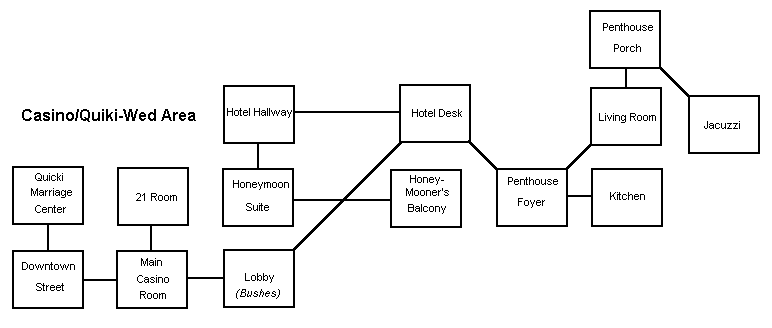 Penthouse
Porch
Casino/Quiki-Wed Area
Hotel Hallway
Hotel Desk
Living Room
Jacuzzi
Quicki
Marriage
Center
21 Room
Honeymoon
Suite
Honey-
Mooner's
Balcony
Penthouse
Foyer
Kitchen
Downtown
Street
Main
Casino
Room
Lobby
(Bushes)